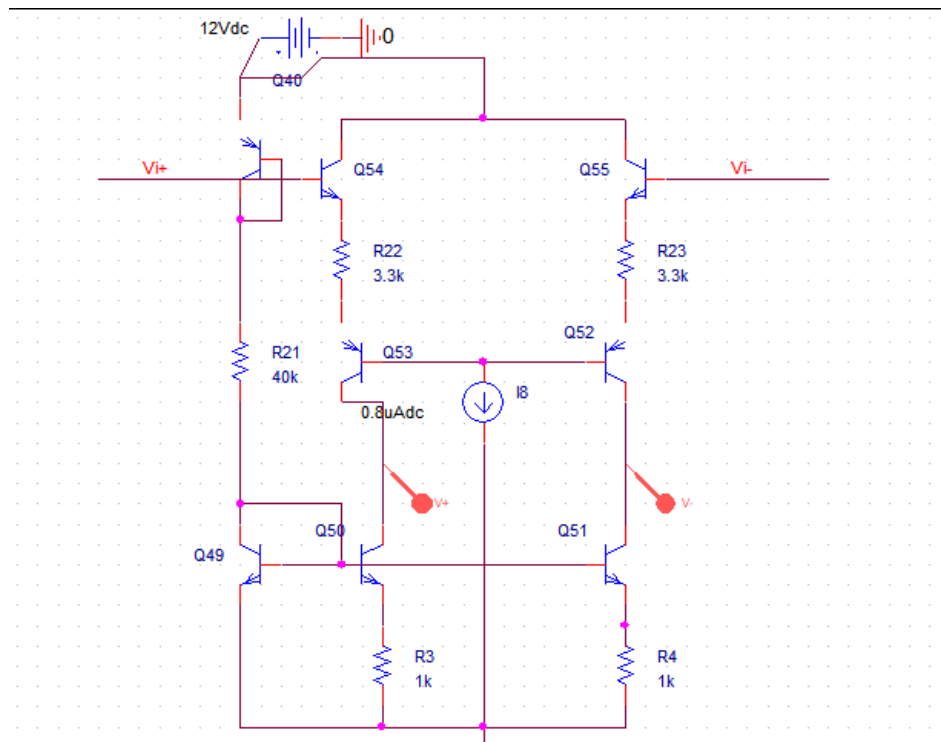 12Vdc
0
Q40
Vi+
Q54
Q55
Vi-
R22
3.3k
R23
3.3k
Q52
Q53
R21
40k
I8
0.8uAdc
V+
V-
Q50
Q51
Q49
R3
1k
R4
1k